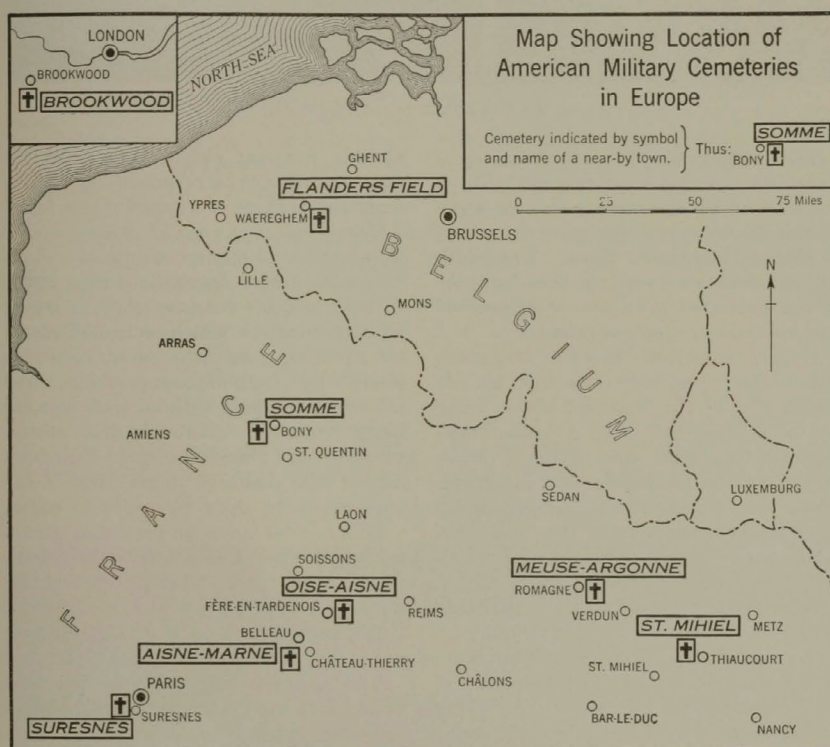 LONDON
BROOKWOOD
BROOKWOOD
NORTH-SEA
Map Showing Location of
American Military Cemeteries
in Europe
Cemetery indicated by symbol
and name of a near-by town.
Thus:
SOMME
BONY
0 25 50 75 Miles
N
GHENT
FLANDERS FIELD
YPRES
WAEREGHEM
BRUSSELS
BELGIUM
LILLE
MONS
ARRAS
FRANCE
SOMME
BONY
AMIENS
ST. QUENTIN
SEDAN
LUXEMBURG
LAON
SOISSONS
OISE-AISNE
FÈRE-EN-TARDENOIS
REIMS
MEUSE-ARGONNE
ROMAGNE
VERDUN
ST. MIHIEL
METZ
BELLEAU
AISNE-MARNE
CHÂTEAU-THIERRY
THIAUCOURT
ST. MIHIEL
CHÂLONS
PARIS
SURESNES
SURESNES
BAR-LE-DUC
NANCY